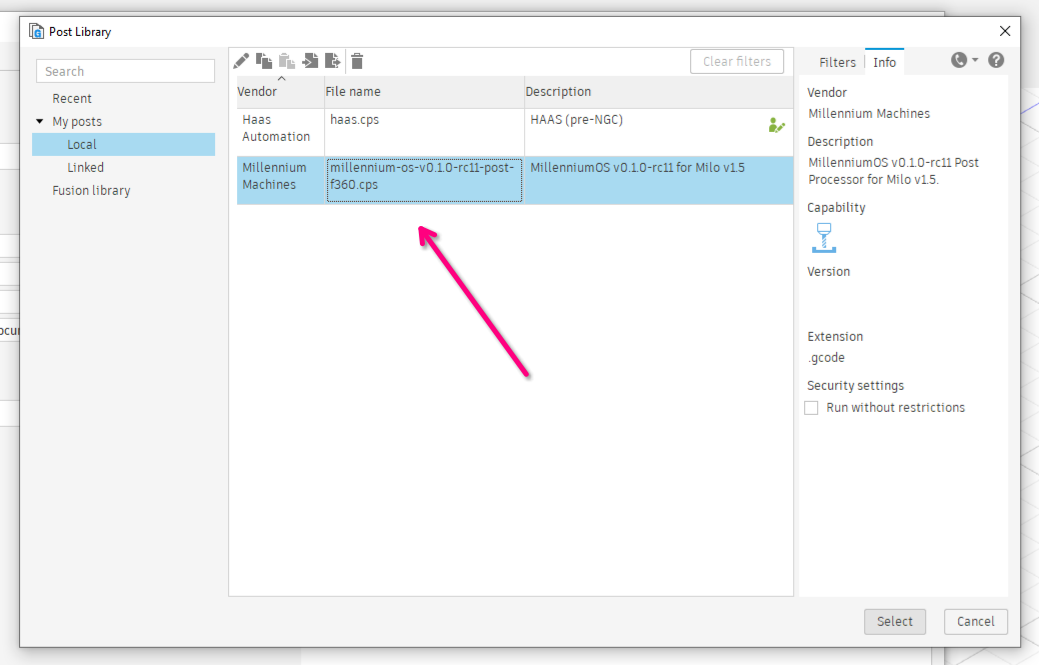 Post Library
Search
Recent
My posts
Local
Linked
Fusion library
Clear filters
Vendor
File name
Description
Haas
Automation
haas.cps
HAAS (pre-NGC)
Millennium
Machines
millennium-os-v0.1.0-rc11-post-
f360.cps
MillenniumOS v0.1.0-rc11 for Milo v1.5
Filters
Info
Vendor
Millennium Machines
Description
MillenniumOS v0.1.0-rc11 Post
Processor for Milo v1.5.
Capability
Version
Extension
.gcode
Security settings
Run without restrictions
Select
Cancel